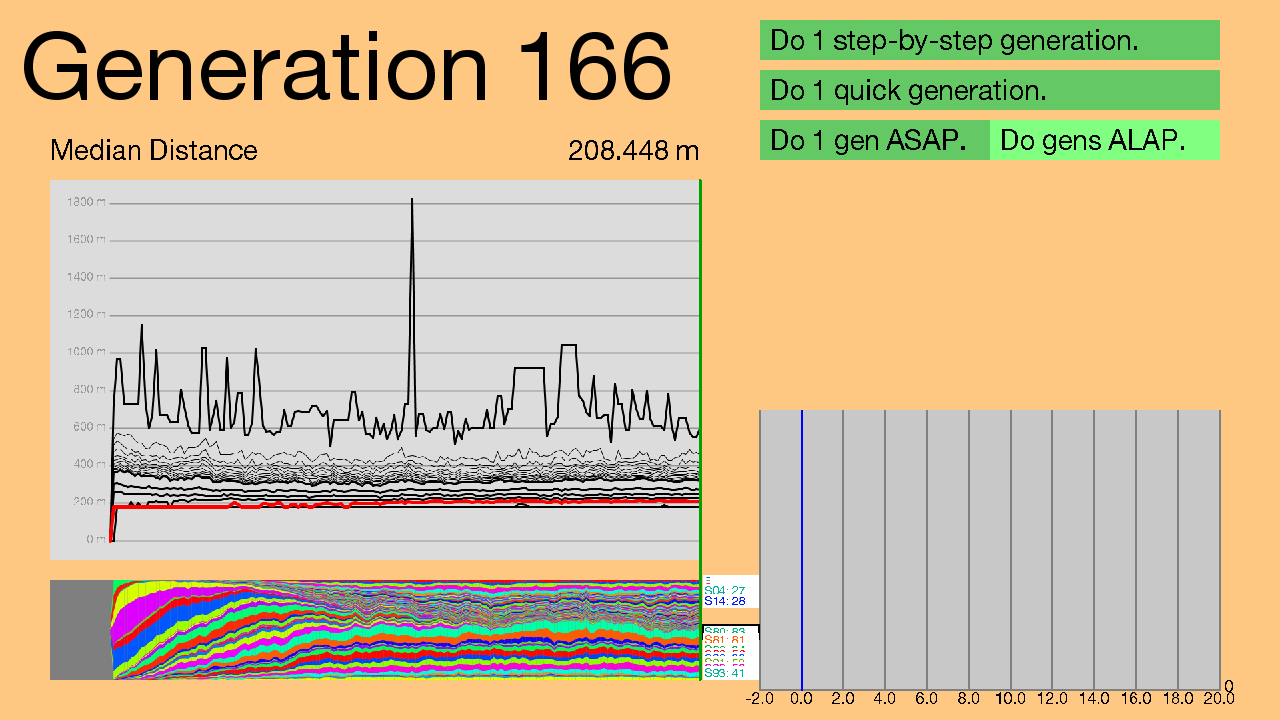 Generation 166
Do 1 step-by-step generation.
Do 1 quick generation.
Do 1 gen ASAP. Do gens ALAP.
Median Distance 208.448 m
1800 m
1600 m
1400 m
1200 m
1000 m
800 m
600 m
400 m
200 m
0 m
S04: 27
S14: 28
S80: 83
S81: 81
S93: 41
0
-2.0 0.0 2.0 4.0 6.0 8.0 10.0 12.0 14.0 16.0 18.0 20.0